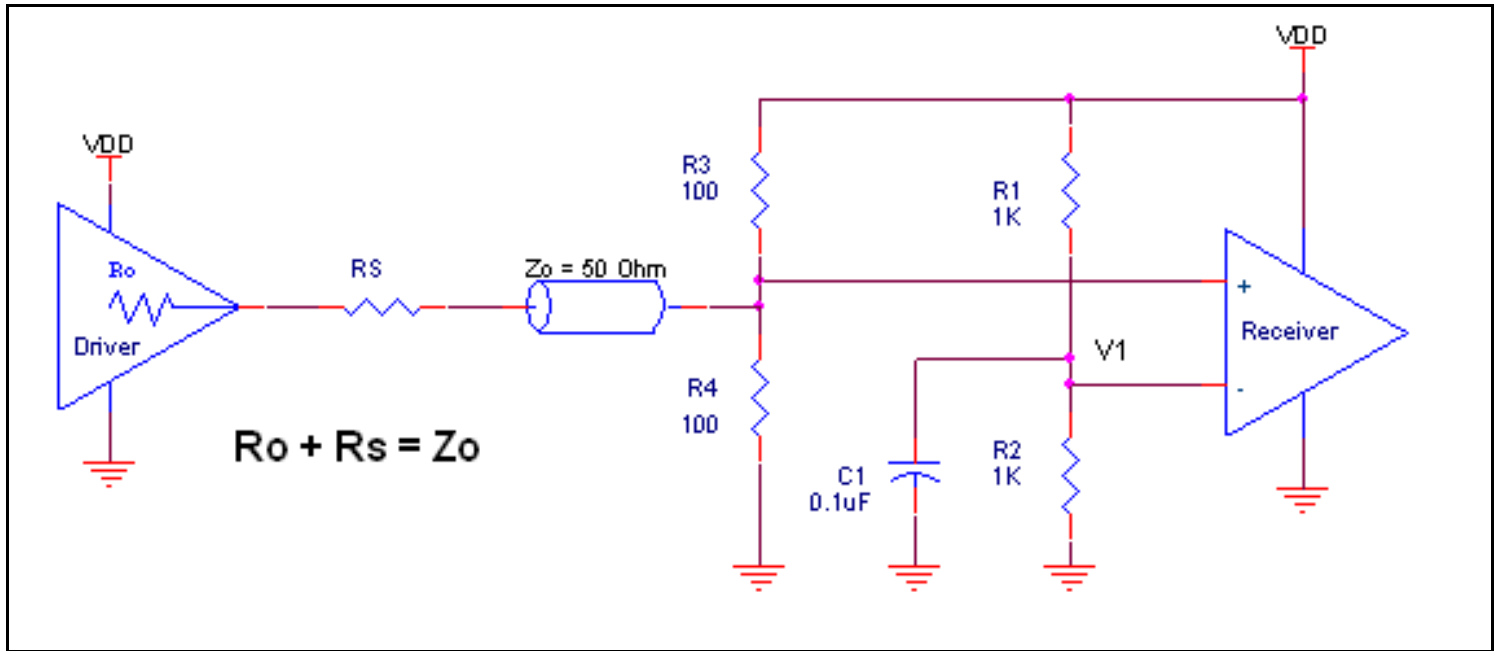 VDD
VDD
R3
100
R1
1K
Ro
RS
Zo = 50 Ohm
+
Driver
Receiver
V1
R4
100
-
Ro + Rs = Zo
C1
0.1uF
R2
1K